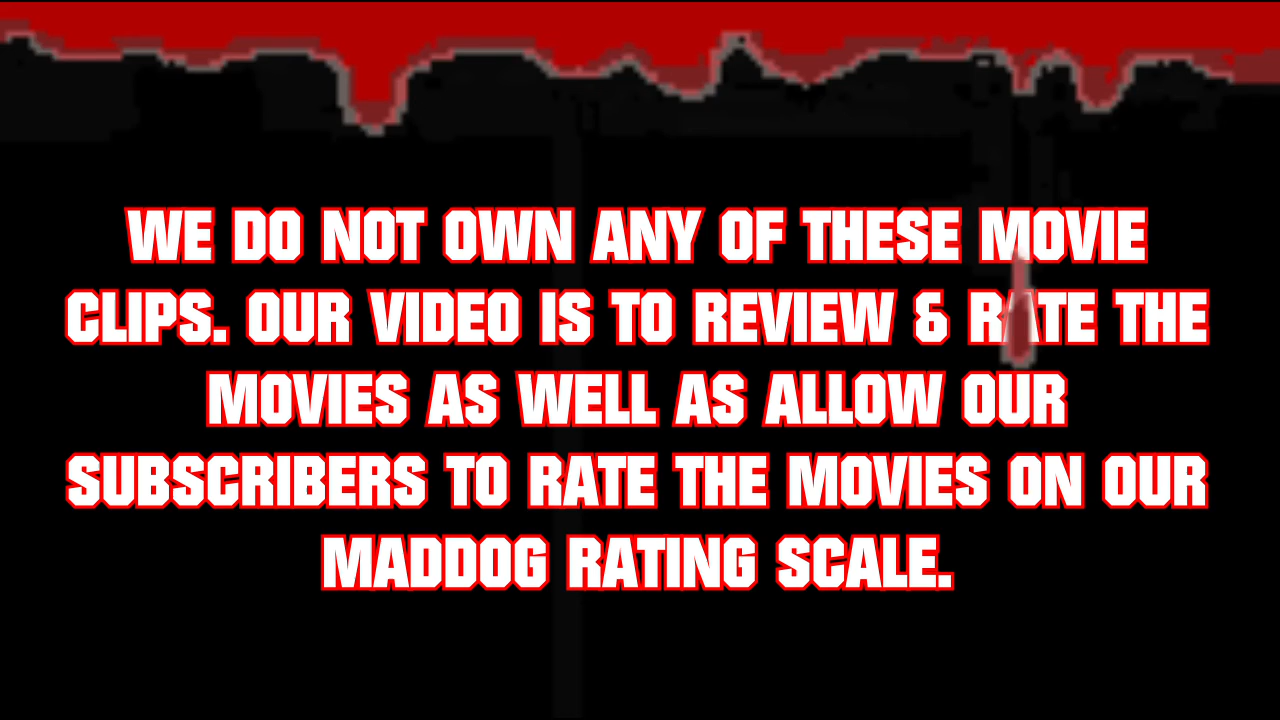 WE DO NOT OWN ANY OF THESE MOVIE
CLIPS. OUR VIDEO IS TO REVIEW & RATE THE
MOVIES AS WELL AS ALLOW OUR
SUBSCRIBERS TO RATE THE MOVIES ON OUR
MADDOG RATING SCALE.